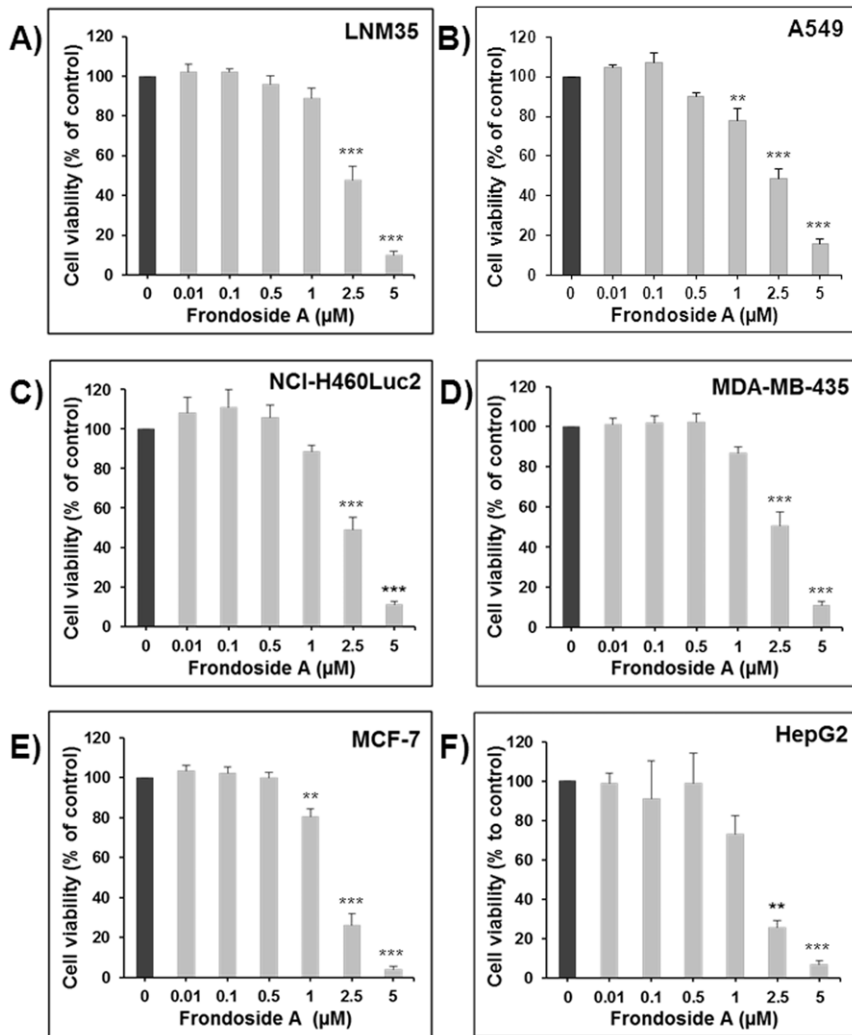 A)
LNM35
Cell viability (% of control)
120
100
80
60
40
20
0
***
***
0 0.01 0.1 0.5 1 2.5 5
Frondoside A (µM)
B)
A549
Cell viability (% of control)
120
100
80
60
40
20
0
**
***
***
0 0.01 0.1 0.5 1 2.5 5
Frondoside A (µM)
C)
NCI-H460Luc2
Cell viability (% of control)
120
100
80
60
40
20
0
***
***
0 0.01 0.1 0.5 1 2.5 5
Frondoside A (µM)
D)
MDA-MB-435
Cell viability (% of control)
120
100
80
60
40
20
0
***
***
0 0.01 0.1 0.5 1 2.5 5
Frondoside A (µM)
E)
MCF-7
Cell viability (% of control)
120
100
80
60
40
20
0
**
***
***
0 0.01 0.1 0.5 1 2.5 5
Frondoside A (µM)
F)
HepG2
Cell viability (% to control)
120
100
80
60
40
20
0
**
***
0 0.01 0.1 0.5 1 2.5 5
Frondoside A (µM)